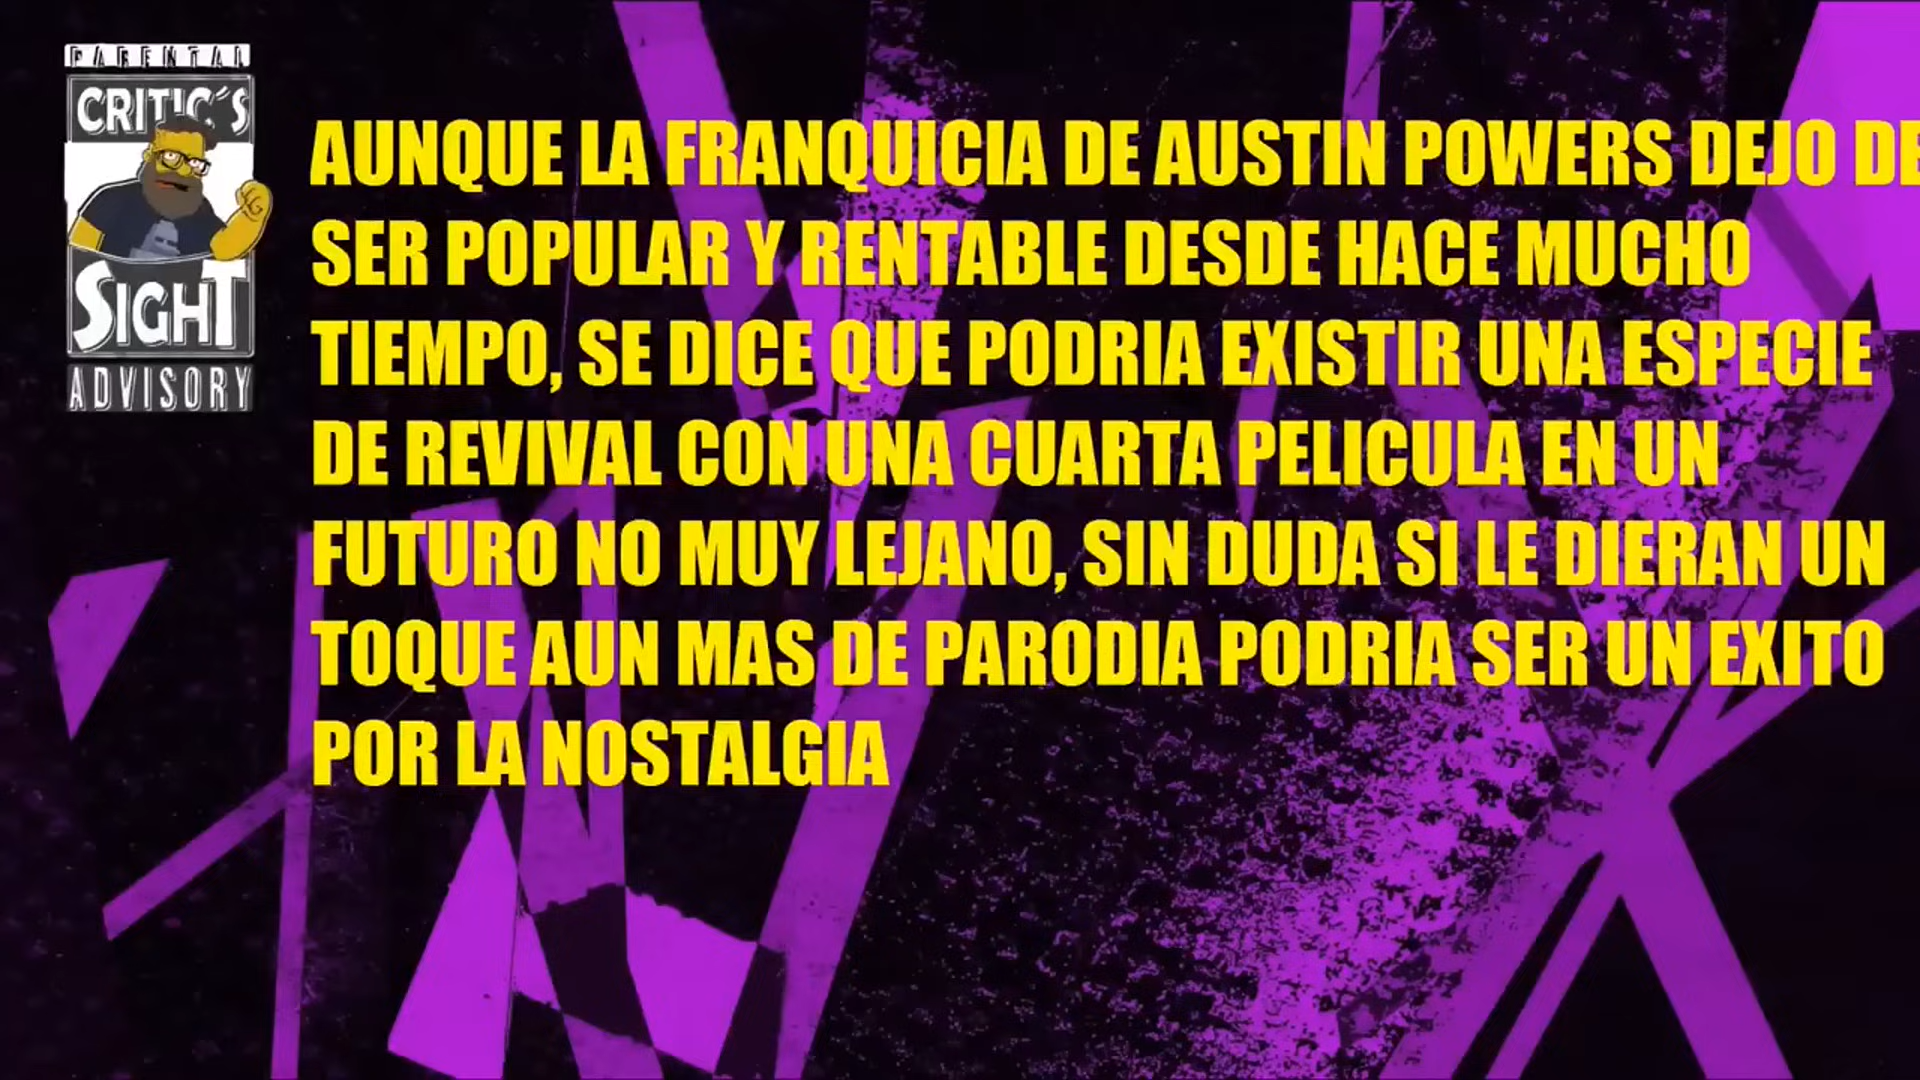 PARENTAL
CRITIC´S
SIGHT
ADVISORY
AUNQUE LA FRANQUICIA DE AUSTIN POWERS DEJO DE
SER POPULAR Y RENTABLE DESDE HACE MUCHO
TIEMPO, SE DICE QUE PODRIA EXISTIR UNA ESPECIE
DE REVIVAL CON UNA CUARTA PELICULA EN UN
FUTURO NO MUY LEJANO, SIN DUDA SI LE DIERAN UN
TOQUE AUN MAS DE PARODIA PODRIA SER UN EXITO
POR LA NOSTALGIA